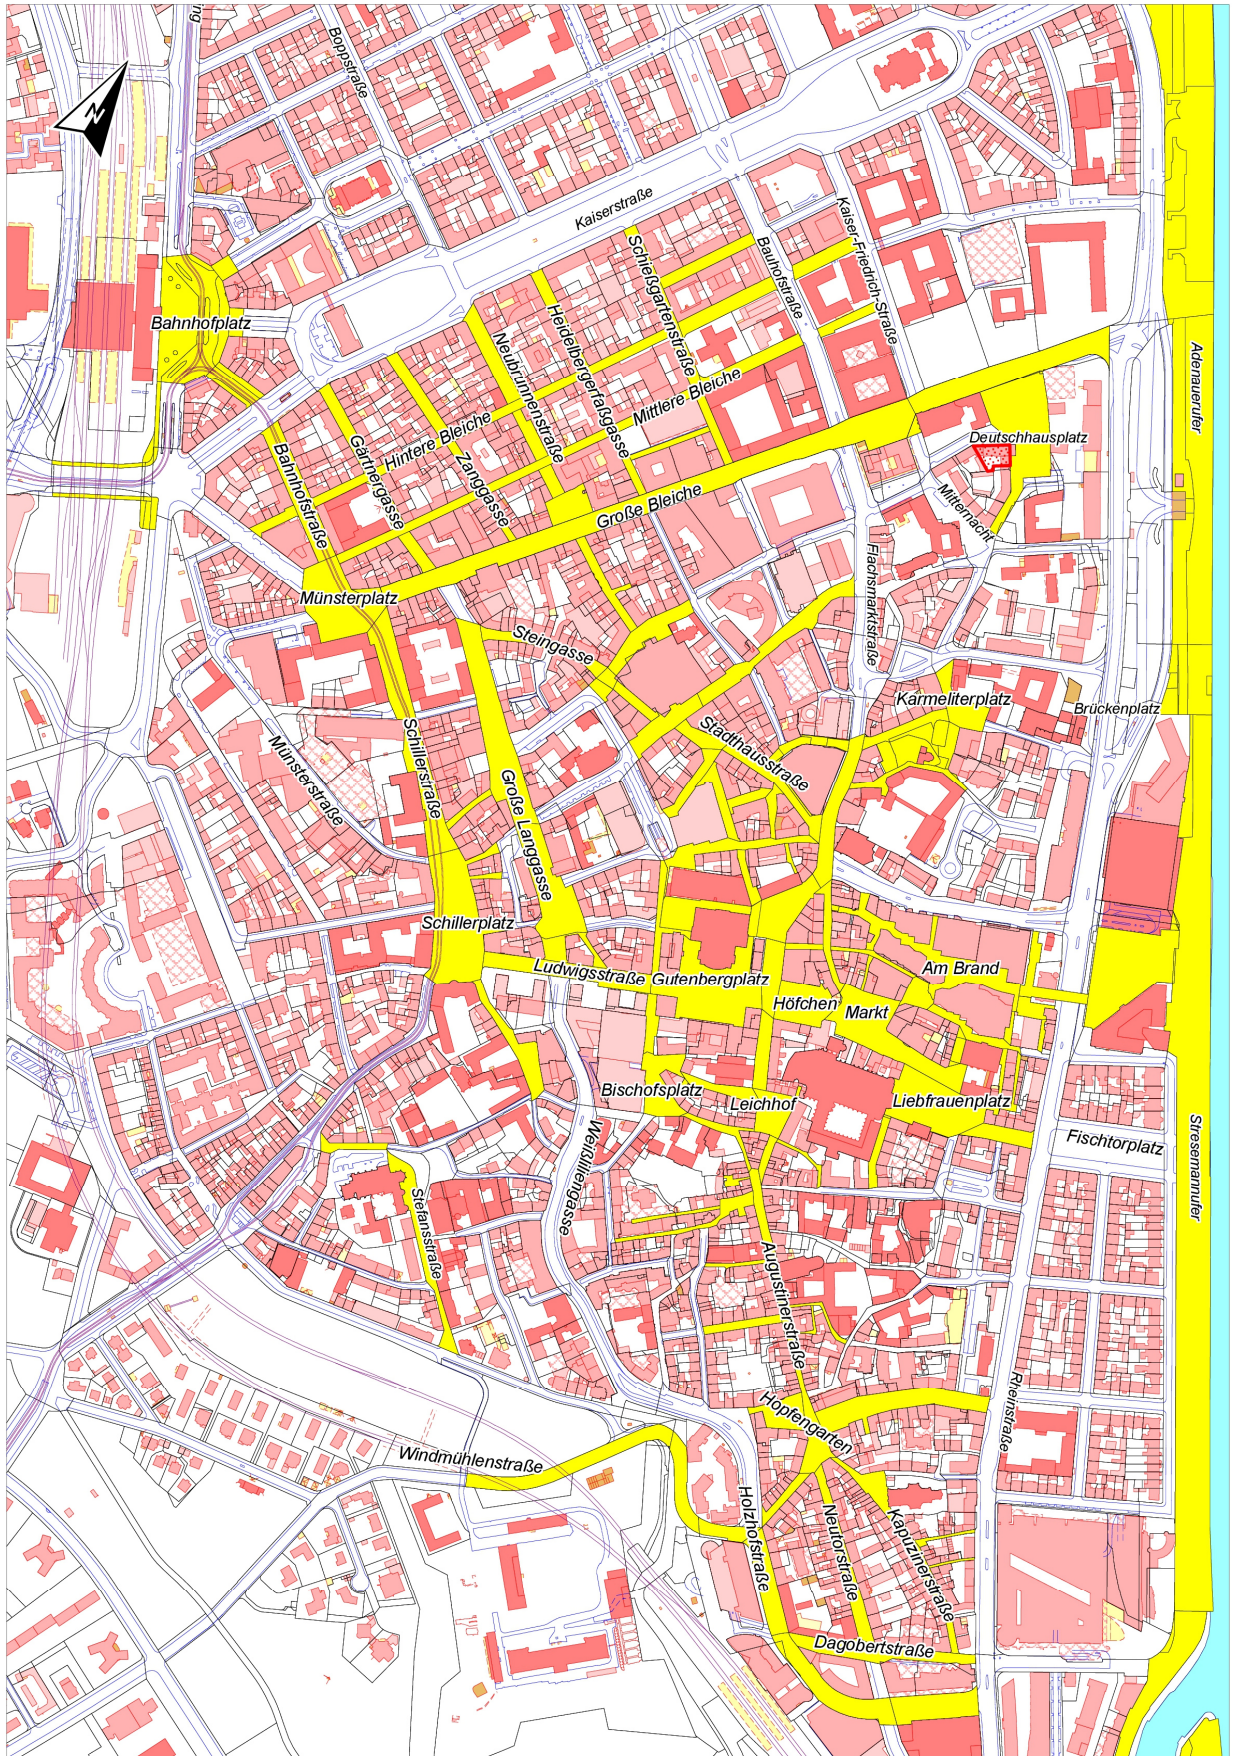 ng
Boppstraße
N
Kaiserstraße
Kaiser-Friedrich-Straße
Schießgartenstraße
Bauhofstraße
Bahnhofplatz
Heidelbergerfaßgasse
Neubrunnenstraße
Adenauerufer
Mittlere Bleiche
Hintere Bleiche
Gärtnergasse
Bahnhofstraße
Zanggasse
Deutschhausplatz
Große Bleiche
Mitternacht
Münsterplatz
Flachsmarktstraße
Steingasse
Karmeliterplatz
Brückenplatz
Stadthausstraße
Schillerstraße
Münsterstraße
Große Langgasse
Schillerplatz
Ludwigsstraße
Gutenbergplatz
Am Brand
Höfchen
Markt
Bischofsplatz
Leichhof
Liebfrauenplatz
Fischtorplatz
Stresemannufer
Weißliliengasse
Stefansstraße
Augustinerstraße
Rheinstraße
Hopfengarten
Windmühlenstraße
Holzhofstraße
Neutorstraße
Kapuzinerstraße
Dagobertstraße